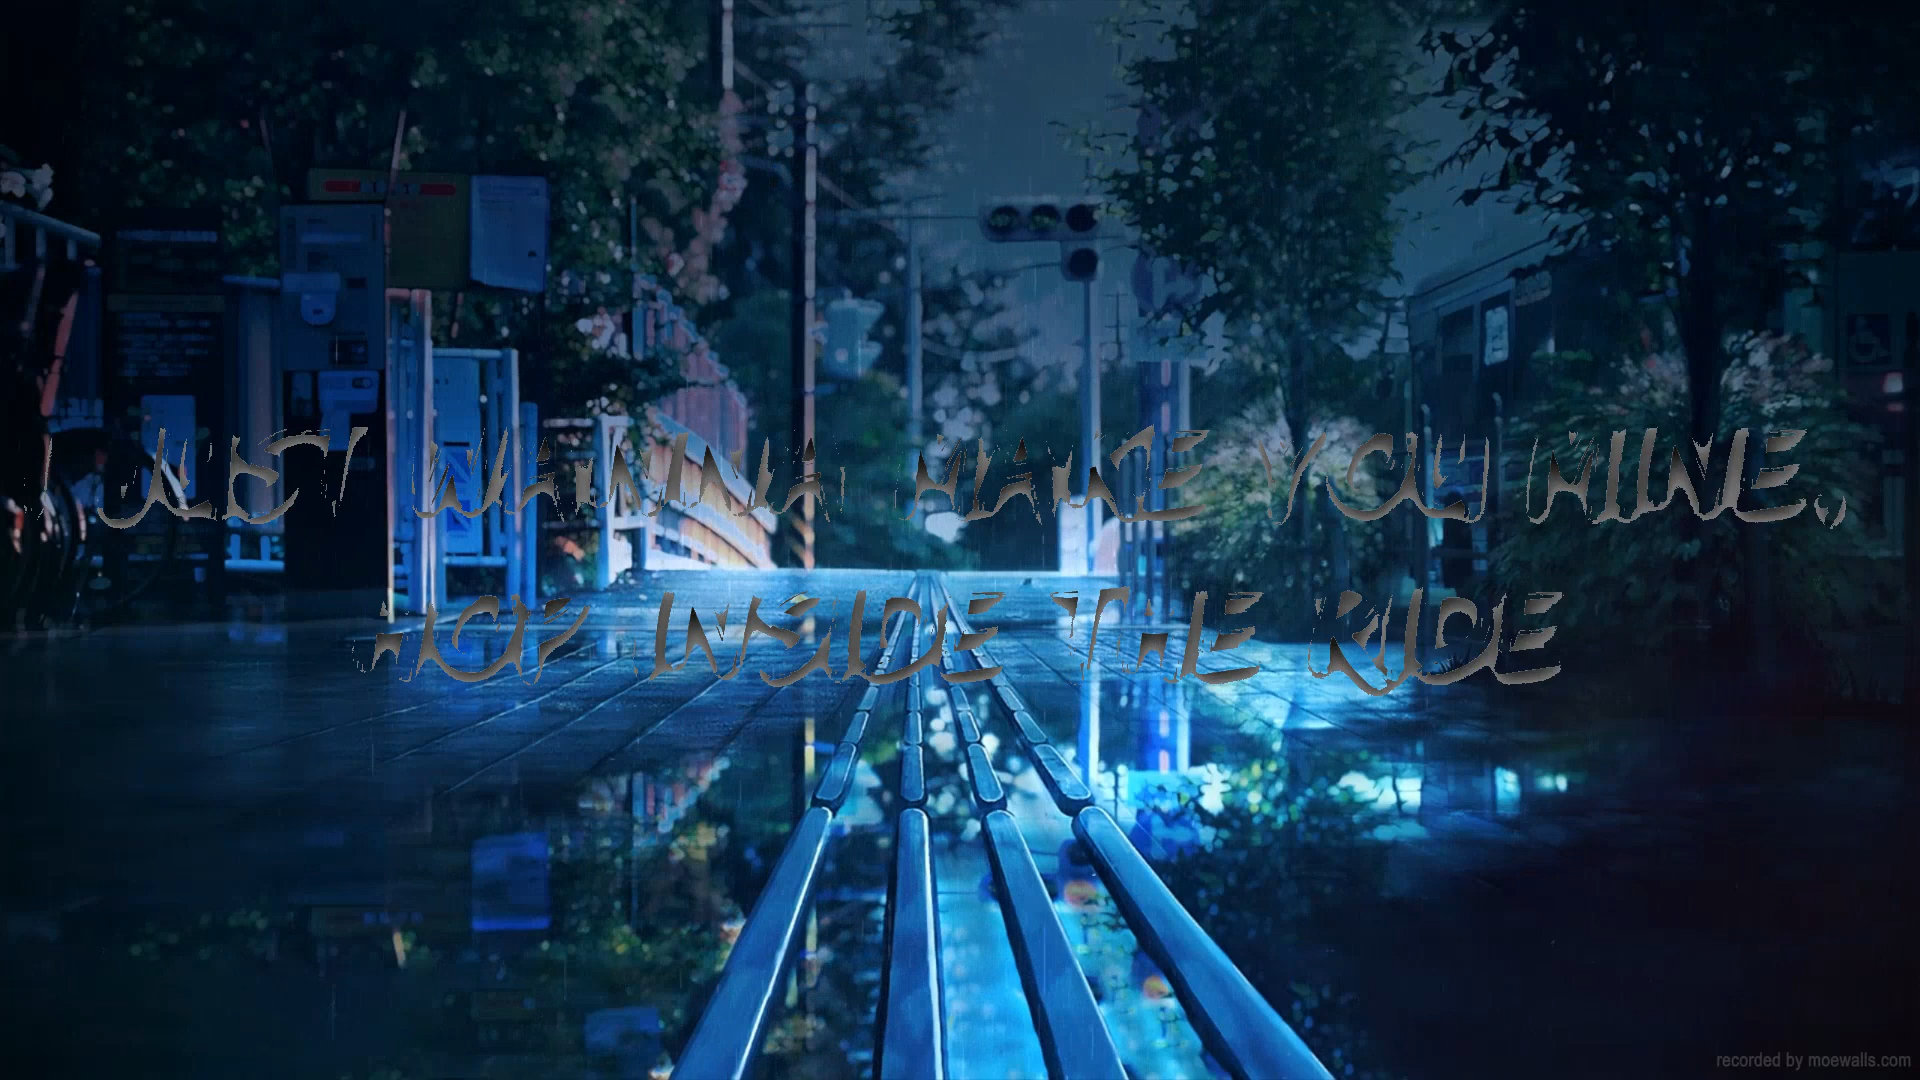 I JUST WANNA MAKE YOU MINE,
HOP INSIDE THE RIDE
recorded by moewalls.com